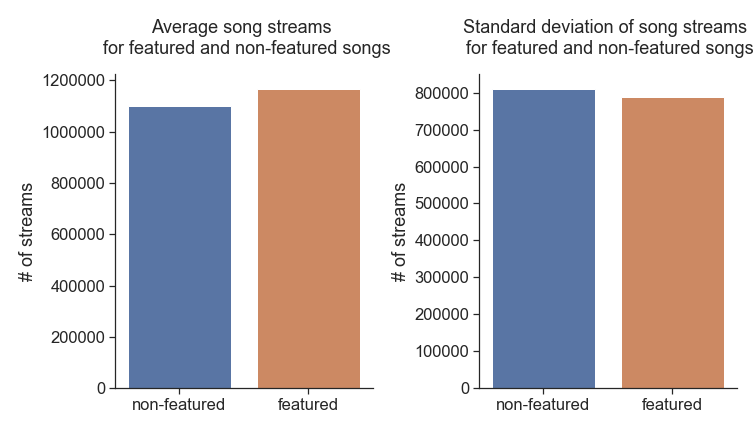 Average song streams
for featured and non-featured songs
1200000
1000000
800000
600000
400000
200000
0
# of streams
non-featured
featured
Standard deviation of song streams
for featured and non-featured songs
800000
700000
600000
500000
400000
300000
200000
100000
0
# of streams
non-featured
featured